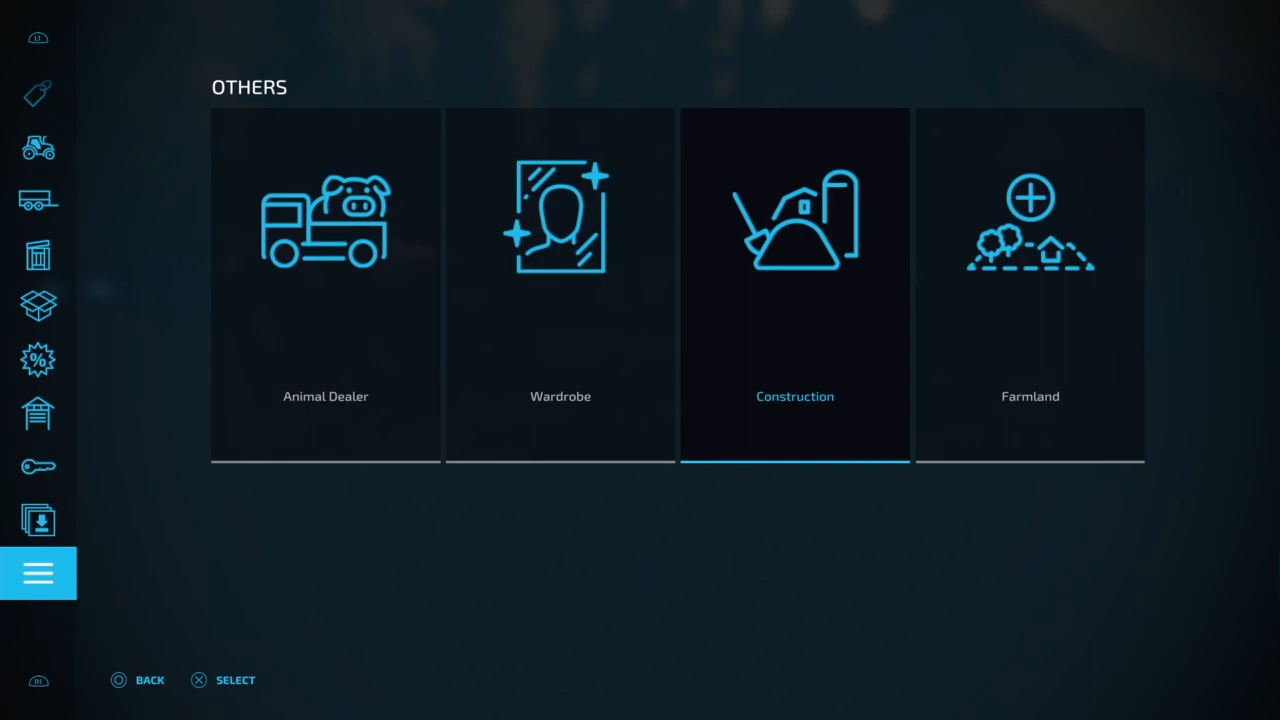 L1
OTHERS
Animal Dealer
Wardrobe
Construction
Farmland
%
BACK
SELECT
R1